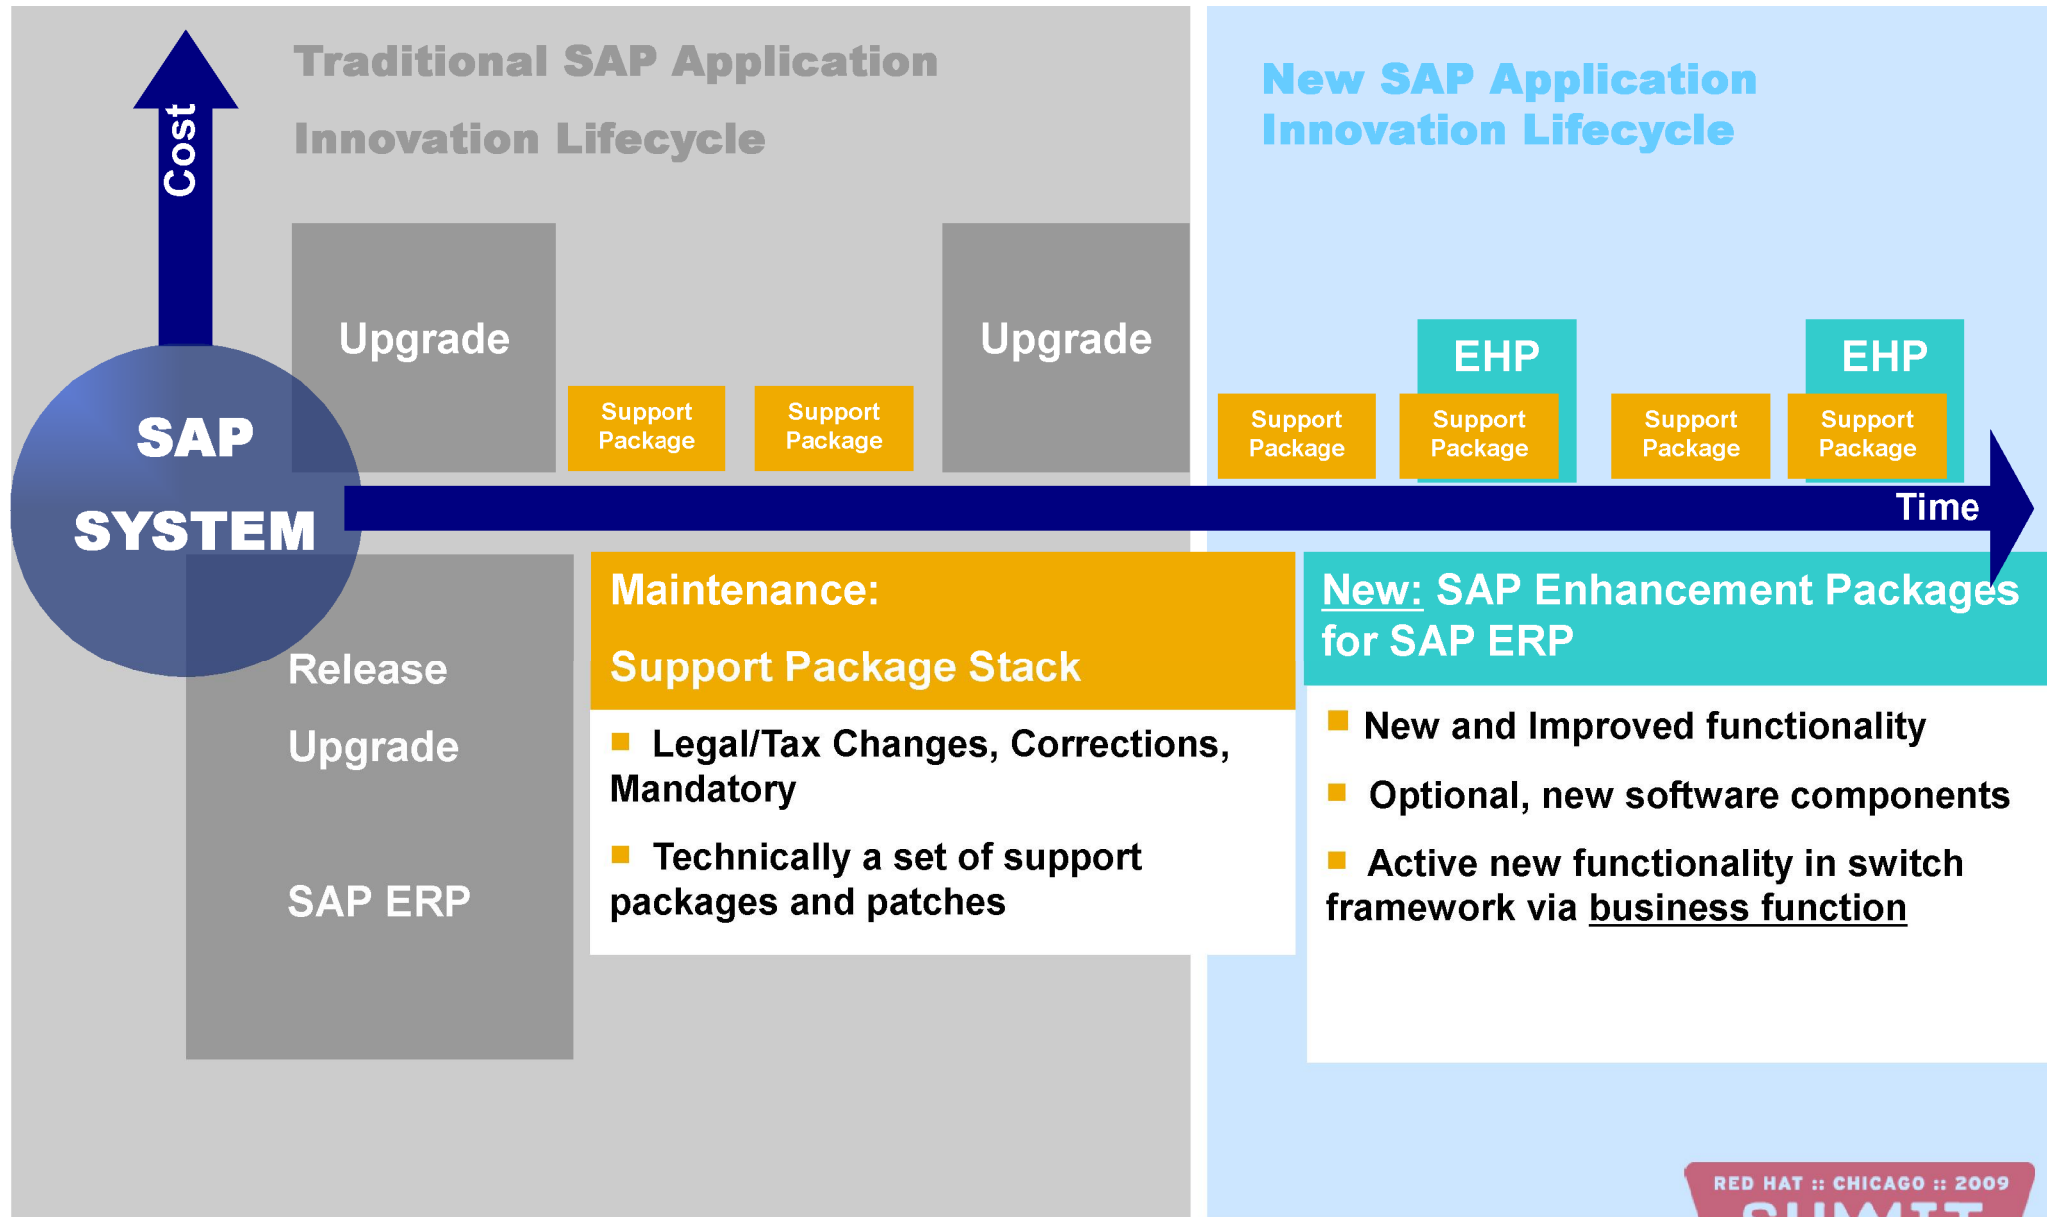 Traditional SAP Application
Innovation Lifecycle
New SAP Application
Innovation Lifecycle
Cost
Upgrade
Support
Package
Support
Package
Upgrade
Support
Package
EHP
Support
Package
Support
Package
EHP
Support
Package
SAP
SYSTEM
Time
Release
Upgrade
SAP ERP
Maintenance:
Support Package Stack
Legal/Tax Changes, Corrections,
Mandatory
Technically a set of support
packages and patches
New: SAP Enhancement Packages
for SAP ERP
New and Improved functionality
Optional, new software components
Active new functionality in switch
framework via business function
RED HAT :: CHICAGO :: 2009
SUMMIT